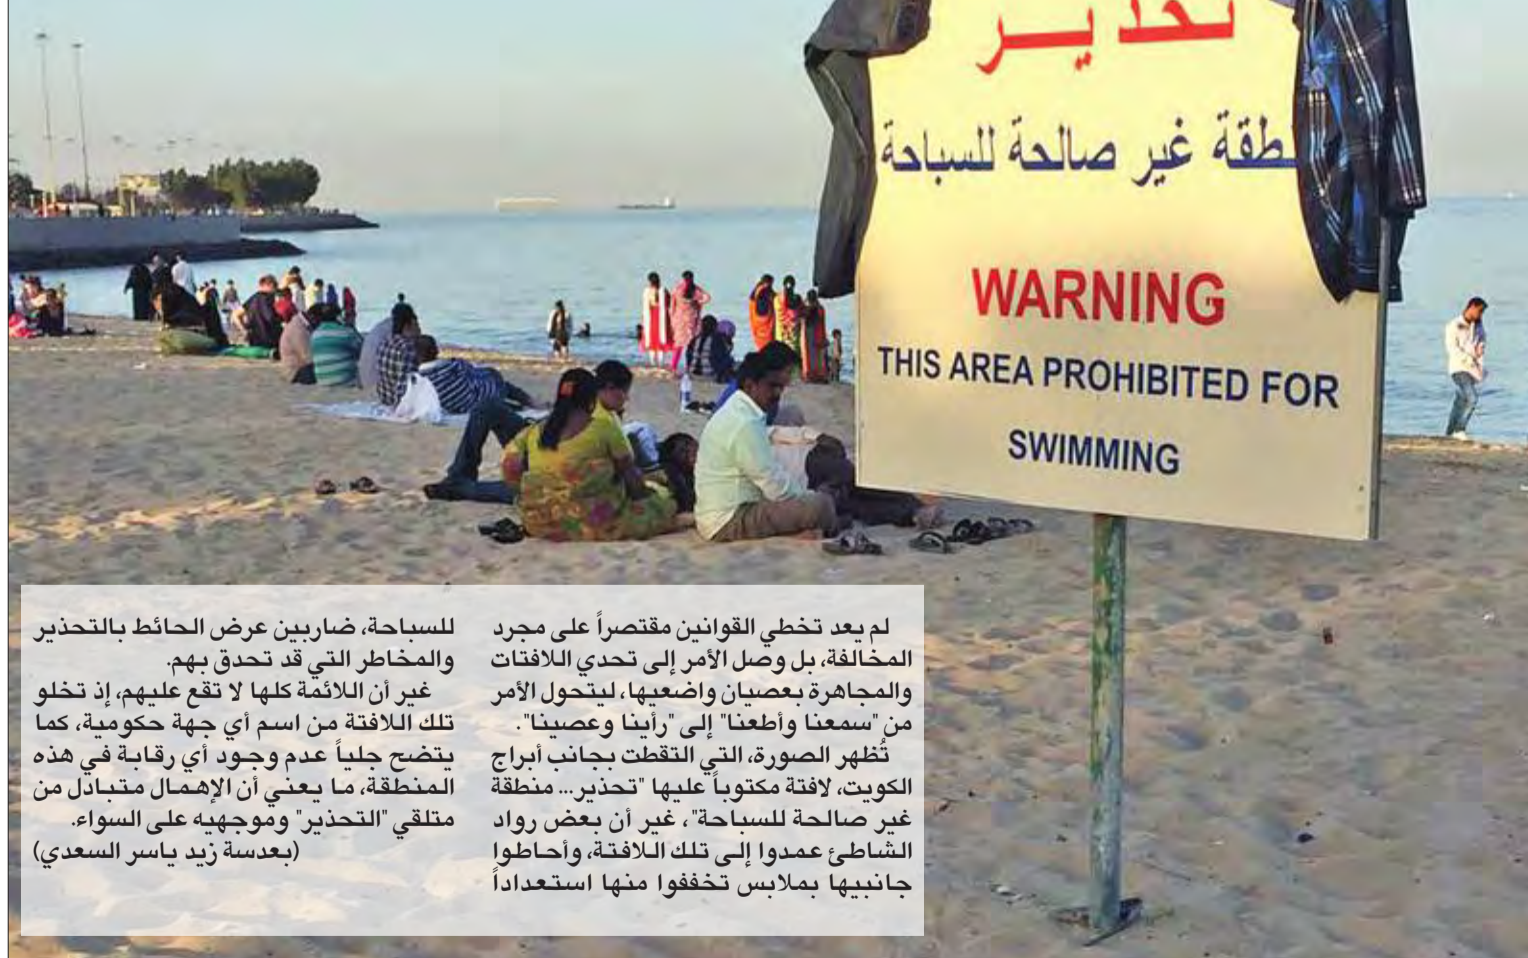 تحذير
طقة غير صالحة للسباحة
WARNING
THIS AREA PROHIBITED FOR
SWIMMING
لم يعد تخطي القوانين مقتصراً على مجرد
المخالفة، بل وصل الأمر إلى تحدي اللافتات
والمجاهرة بعصيان واضعيها، ليتحول الأمر
من "سمعنا وأطعنا" إلى "رأينا وعصينا".
تُظهر الصورة، التي التقطت بجانب أبراج
الكويت، لافتة مكتوباً عليها "تحذير... منطقة
غير صالحة للسباحة"، غير أن بعض رواد
الشاطئ عمدوا إلى تلك اللافتة، وأحاطوا
جانبيها بملابس تخففوا منها استعداداً
للسباحة، ضاربين عرض الحائط بالتحذير
والمخاطر التي قد تحدق بهم.
غير أن اللائمة كلها لا تقع عليهم، إذ تخلو
تلك اللافتة من اسم أي جهة حكومية، كما
يتضح جلياً عدم وجود أي رقابة في هذه
المنطقة، ما يعني أن الإهمال متبادل من
متلقي "التحذير" وموجهيه على السواء.
(بعدسة زيد ياسر السعدي)